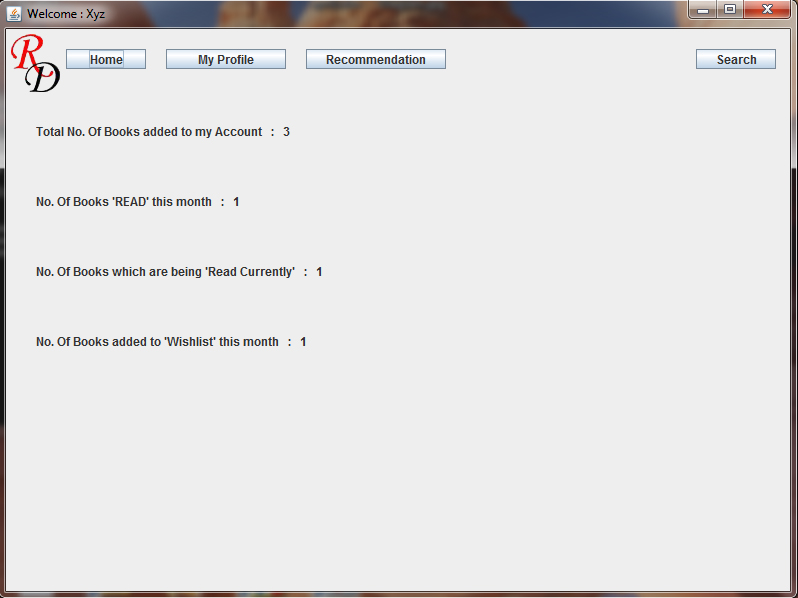 Welcome : Xyz
RD
Home My Profile Recommendation Search
Total No. Of Books added to my Account : 3
No. Of Books 'READ' this month : 1
No. Of Books which are being 'Read Currently' : 1
No. Of Books added to 'Wishlist' this month : 1